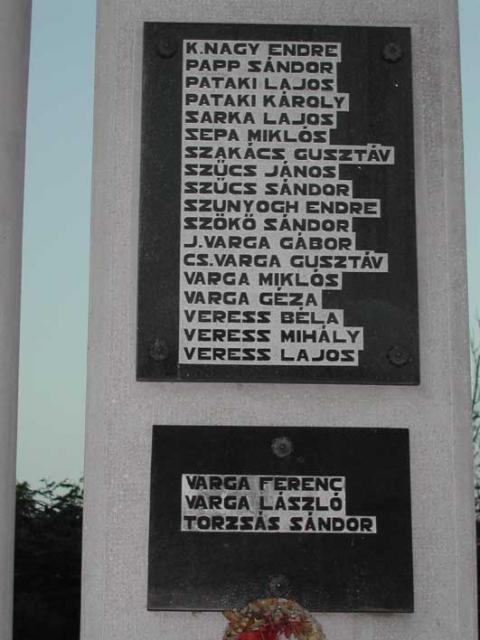 K.NAGY ENDRE
PAPP SÁNDOR
PATAKI LAJOS
PATAKI KÁROLY
SARKA LAJOS
SEPA MIKLÓS
SZAKÁCS GUSZTÁV
SZŰCS JÁNOS
SZŰCS SÁNDOR
SZUNYOGH ENDRE
SZÖKŐ SÁNDOR
J.VARGA GÁBOR
CS.VARGA GUSZTÁV
VARGA MIKLÓS
VARGA GÉZA
VERESS BÉLA
VERESS MIHÁLY
VERESS LAJOS
VARGA FERENC
VARGA LÁSZLÓ
TORZSÁS SÁNDOR